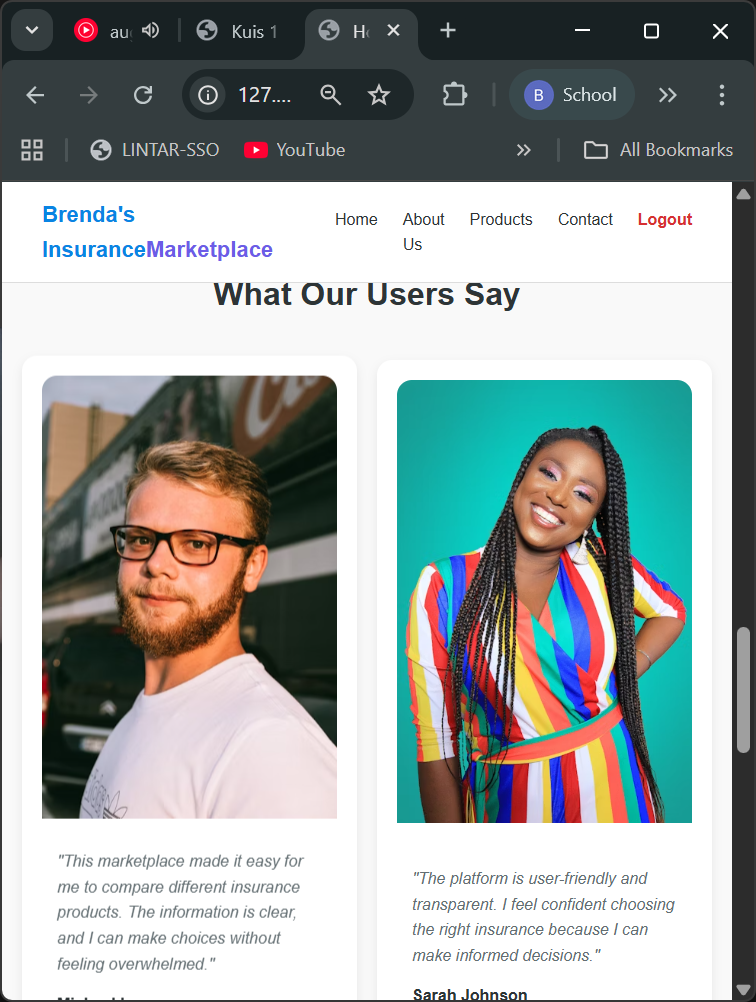 au
Kuis 1
H
127....
B
School
LINTAR-SSO
YouTube
All Bookmarks
Brenda's
InsuranceMarketplace
Home
About
Us
Products
Contact
Logout
What Our Users Say
"This marketplace made it easy for
me to compare different insurance
products. The information is clear,
and I can make choices without
feeling overwhelmed."
"The platform is user-friendly and
transparent. I feel confident choosing
the right insurance because I can
make informed decisions."
Sarah Johnson